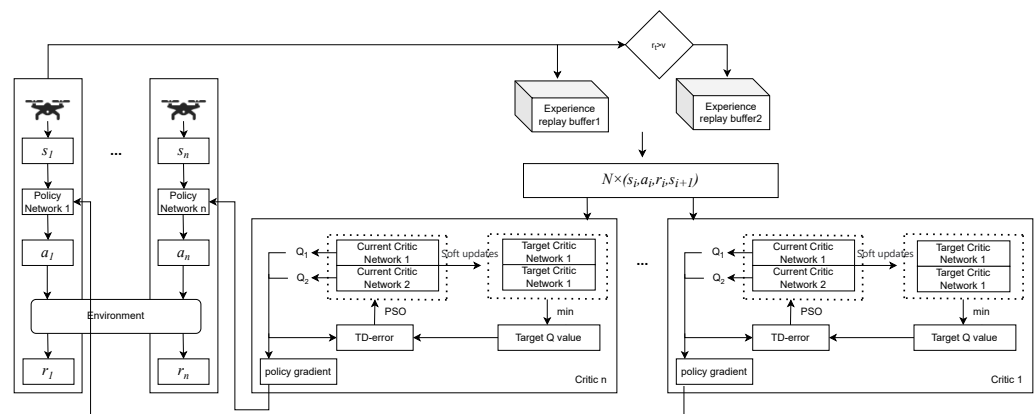 r_t>v
Experience
replay buffer1
Experience
replay buffer2
s_1
...
s_n
N×(s_i,a_i,r_i,s_{i+1})
Policy
Network 1
Policy
Network n
a_1
a_n
Environment
r_1
r_n
Q_1
Q_2
Current Critic
Network 1
Current Critic
Network 2
Soft updates
Target Critic
Network 1
Target Critic
Network 1
PSO
min
TD-error
Target Q value
policy gradient
Critic n
...
Q_1
Q_2
Current Critic
Network 1
Current Critic
Network 2
Soft updates
Target Critic
Network 1
Target Critic
Network 1
PSO
min
TD-error
Target Q value
policy gradient
Critic 1